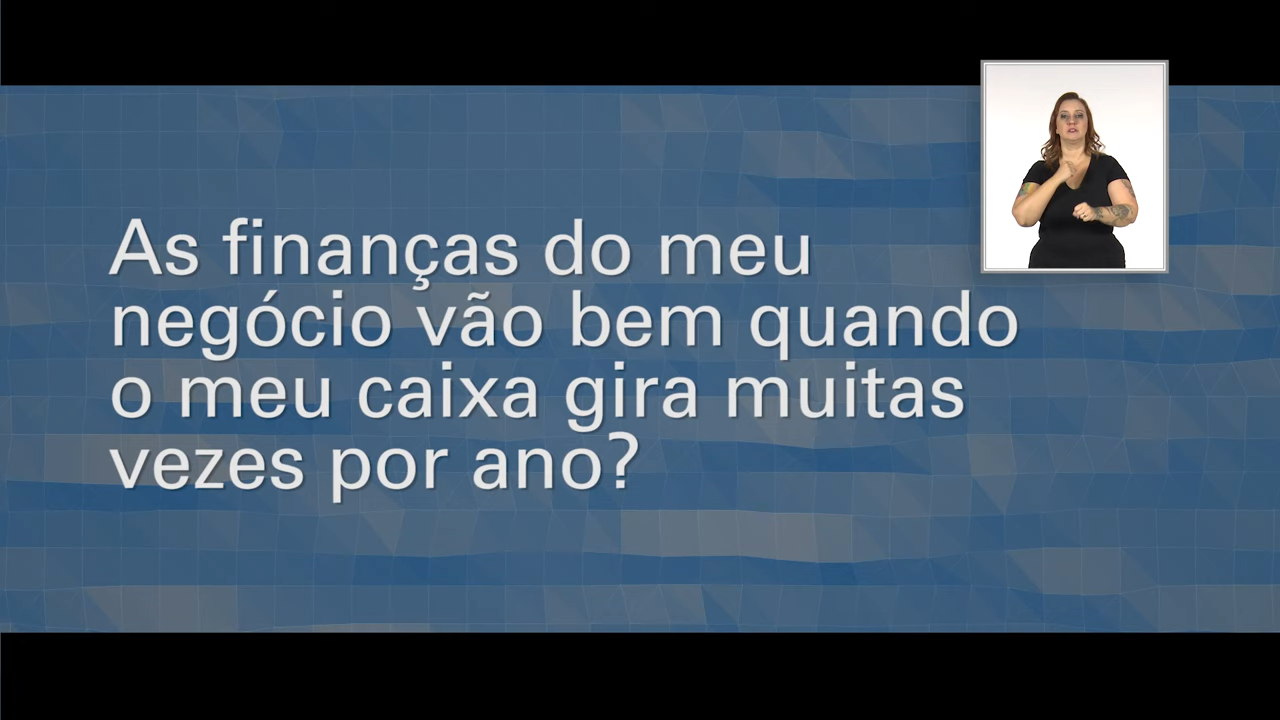 As finanças do meu
negócio vão bem quando
o meu caixa gira muitas
vezes por ano?